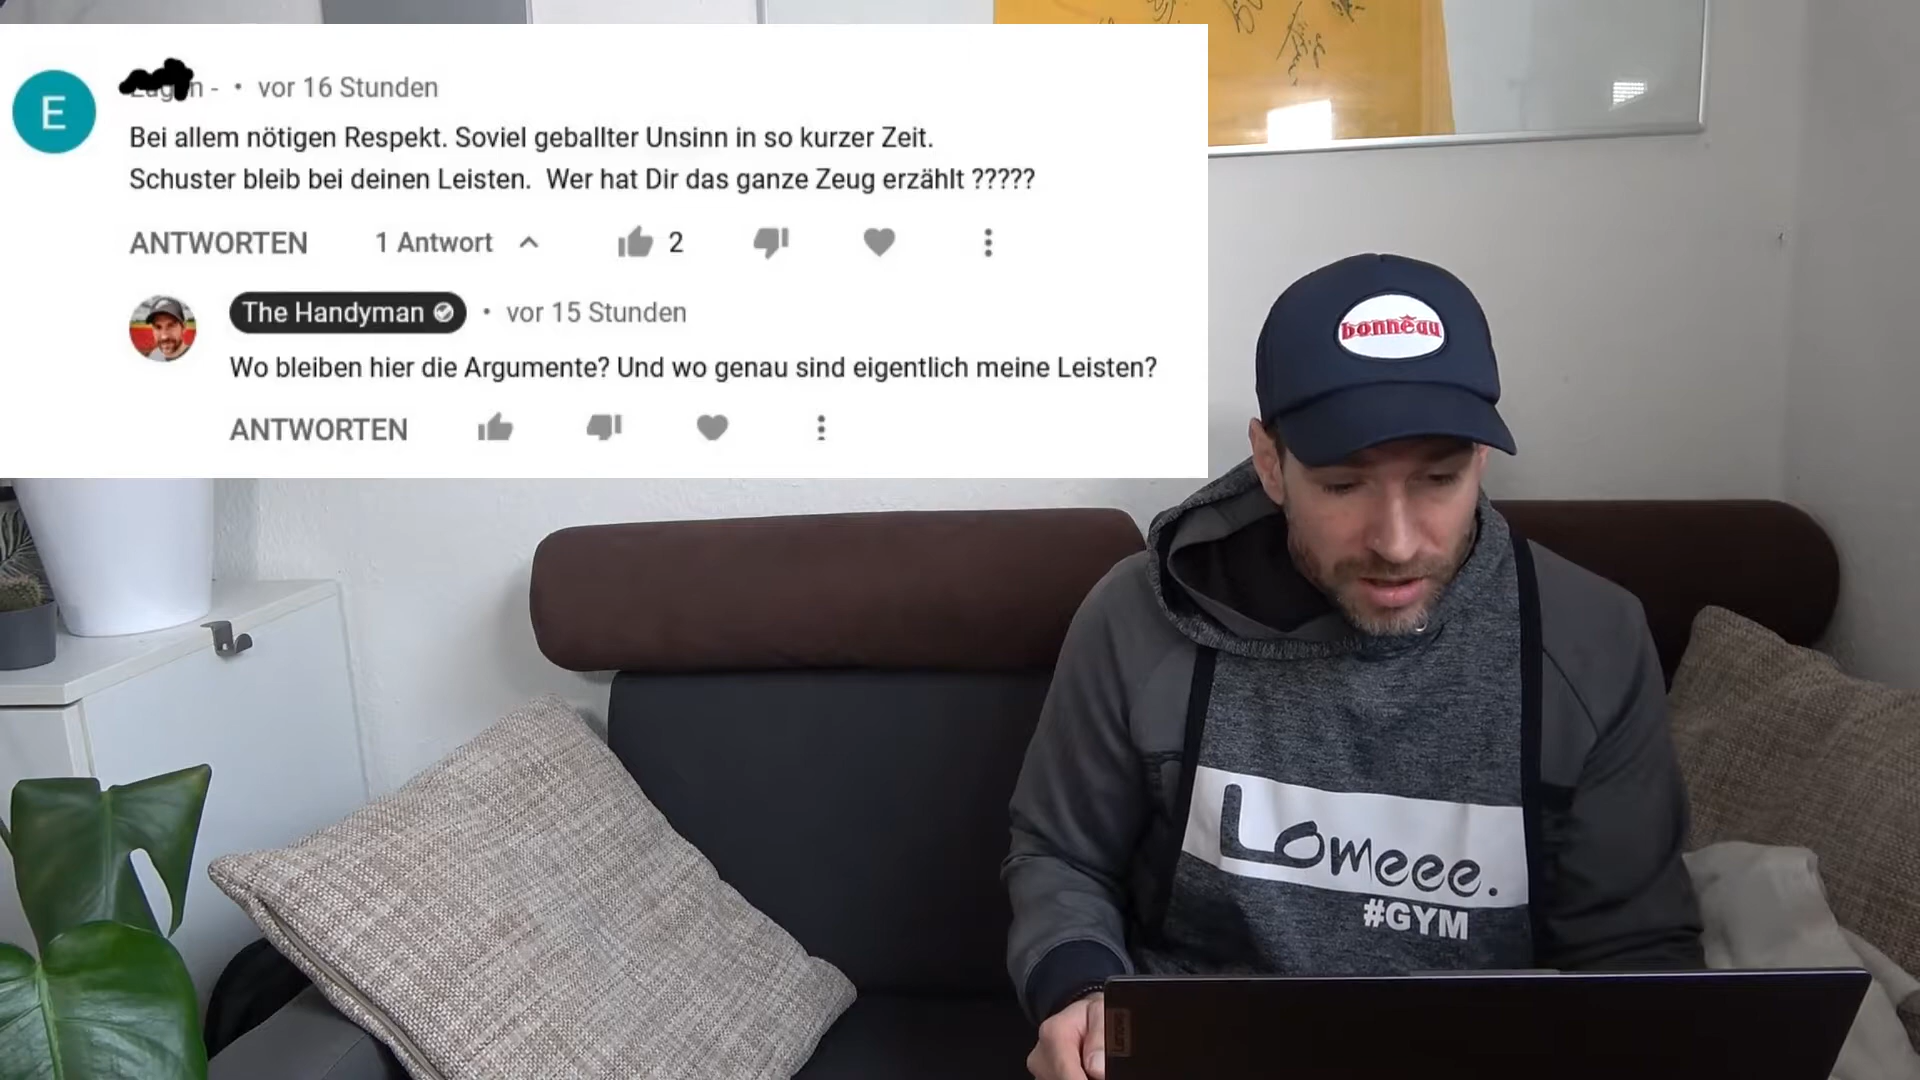 E
- • vor 16 Stunden
Bei allem nötigen Respekt. Soviel geballter Unsinn in so kurzer Zeit.
Schuster bleib bei deinen Leisten. Wer hat Dir das ganze Zeug erzählt ?????
ANTWORTEN 1 Antwort 2
The Handyman • vor 15 Stunden
Wo bleiben hier die Argumente? Und wo genau sind eigentlich meine Leisten?
ANTWORTEN
bonnêau
Lomeee.
#GYM
Lenovo